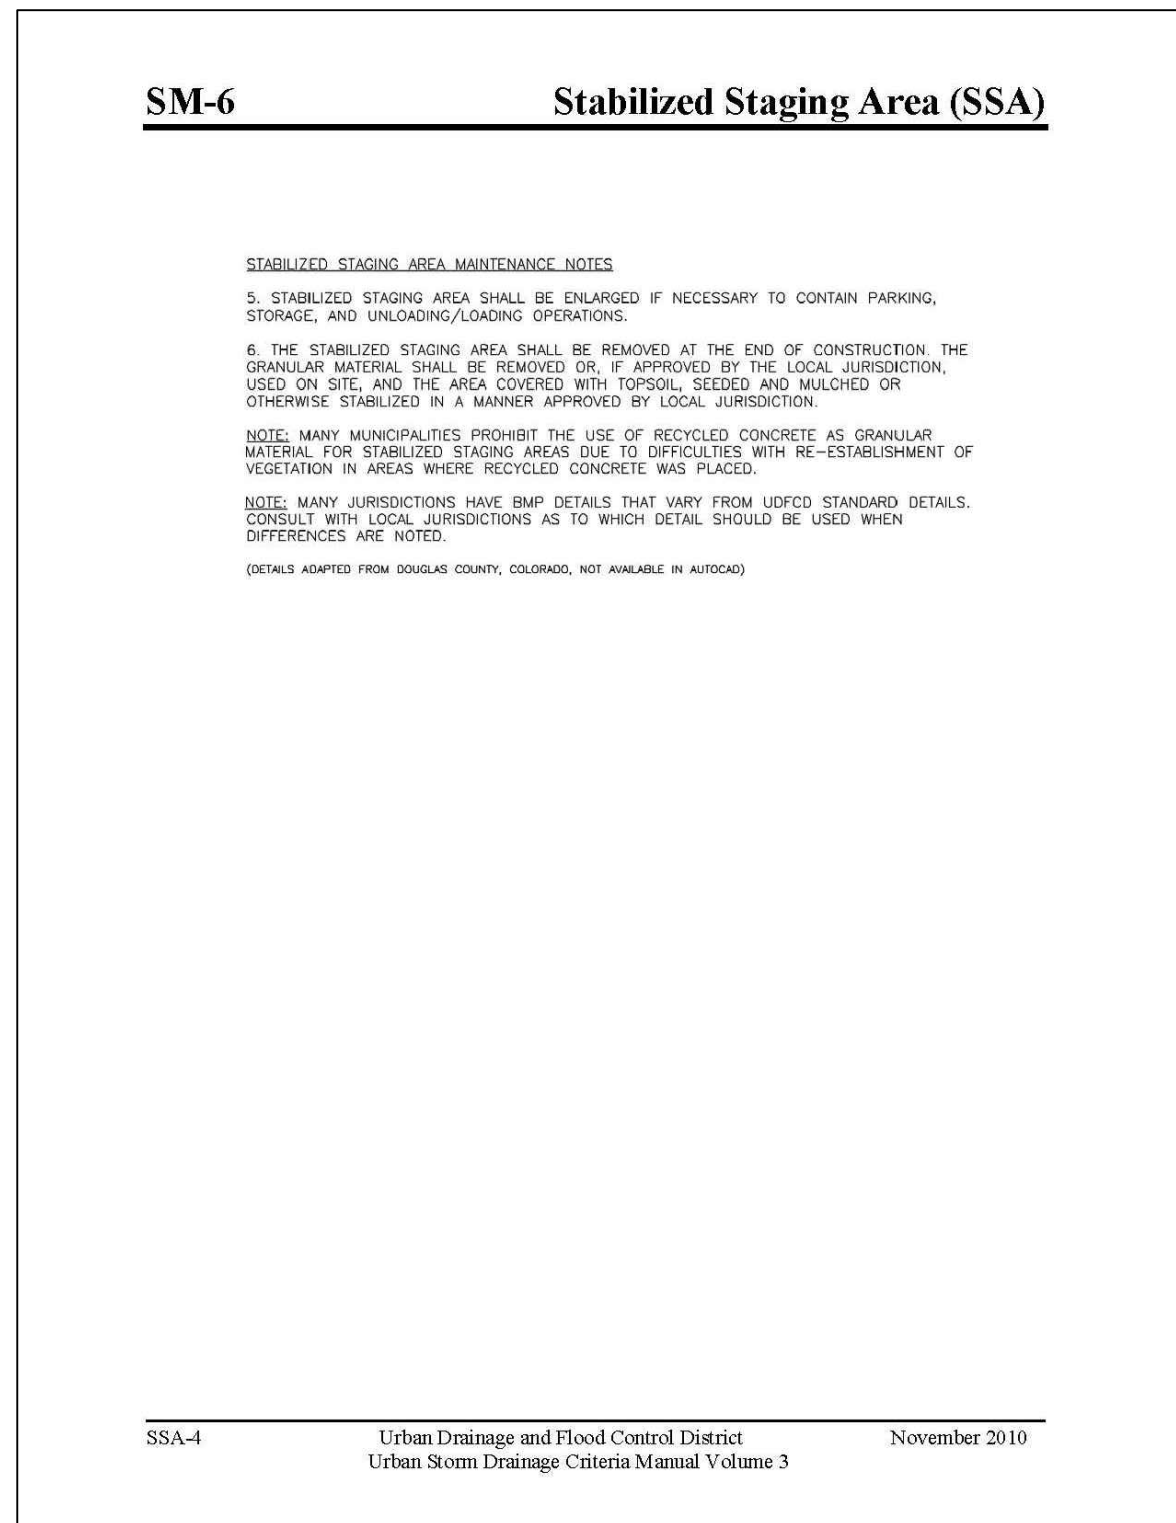 SM-6 Stabilized Staging Area (SSA)
STABILIZED STAGING AREA MAINTENANCE NOTES
5. STABILIZED STAGING AREA SHALL BE ENLARGED IF NECESSARY TO CONTAIN PARKING,
STORAGE, AND UNLOADING/LOADING OPERATIONS.
6. THE STABILIZED STAGING AREA SHALL BE REMOVED AT THE END OF CONSTRUCTION. THE
GRANULAR MATERIAL SHALL BE REMOVED OR, IF APPROVED BY THE LOCAL JURISDICTION,
USED ON SITE, AND THE AREA COVERED WITH TOPSOIL, SEEDED AND MULCHED OR
OTHERWISE STABILIZED IN A MANNER APPROVED BY LOCAL JURISDICTION.
NOTE: MANY MUNICIPALITIES PROHIBIT THE USE OF RECYCLED CONCRETE AS GRANULAR
MATERIAL FOR STABILIZED STAGING AREAS DUE TO DIFFICULTIES WITH RE-ESTABLISHMENT OF
VEGETATION IN AREAS WHERE RECYCLED CONCRETE WAS PLACED.
NOTE: MANY JURISDICTIONS HAVE BMP DETAILS THAT VARY FROM UDFCD STANDARD DETAILS.
CONSULT WITH LOCAL JURISDICTIONS AS TO WHICH DETAIL SHOULD BE USED WHEN
DIFFERENCES ARE NOTED.
(DETAILS ADAPTED FROM DOUGLAS COUNTY, COLORADO, NOT AVAILABLE IN AUTOCAD)
SSA-4 Urban Drainage and Flood Control District November 2010
Urban Storm Drainage Criteria Manual Volume 3